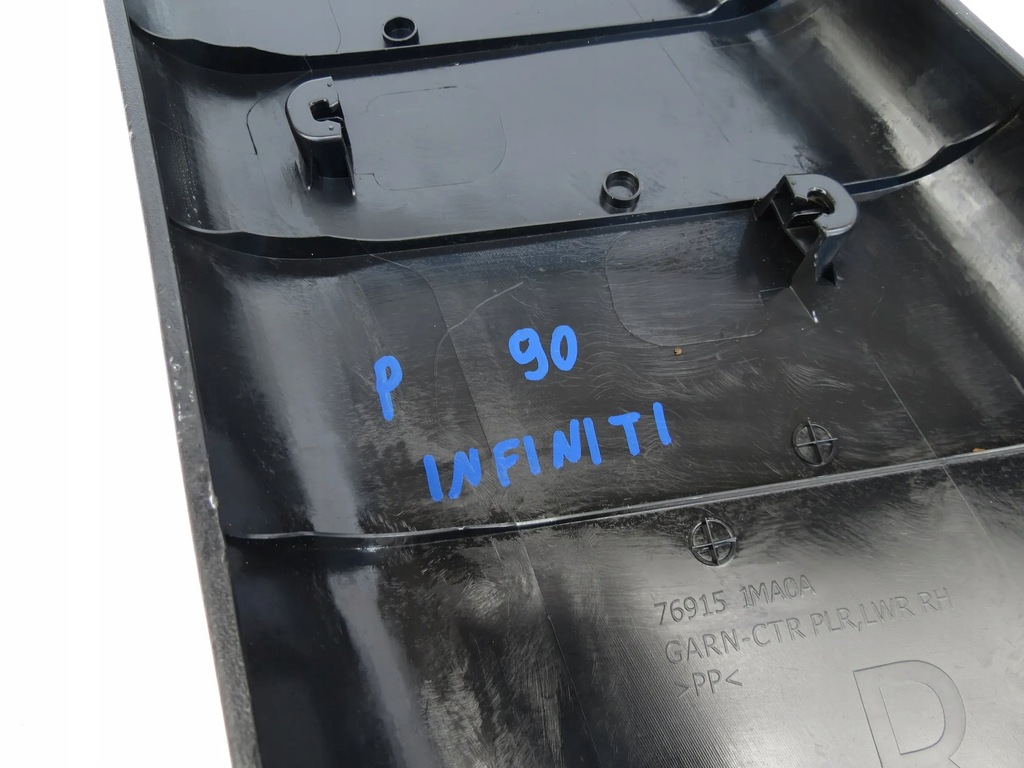 P 90
INFINITI
76915 1MA0A
GARN-CTR PLR,LWR RH
>PP<
R